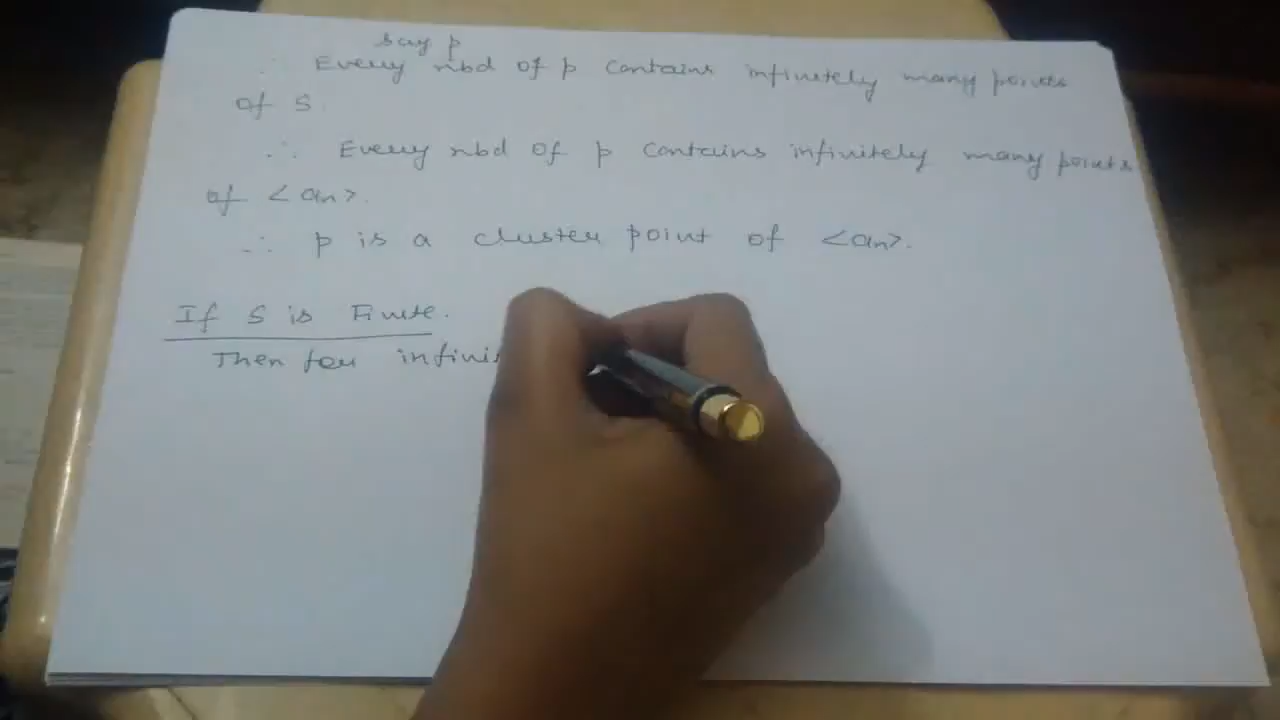 say p
∴ Every nbd of p contains infinitely many points
of S.
∴ Every nbd of p contains infinitely many points
of <an>.
∴ p is a cluster point of <an>.
If S is Finite.
Then for infini